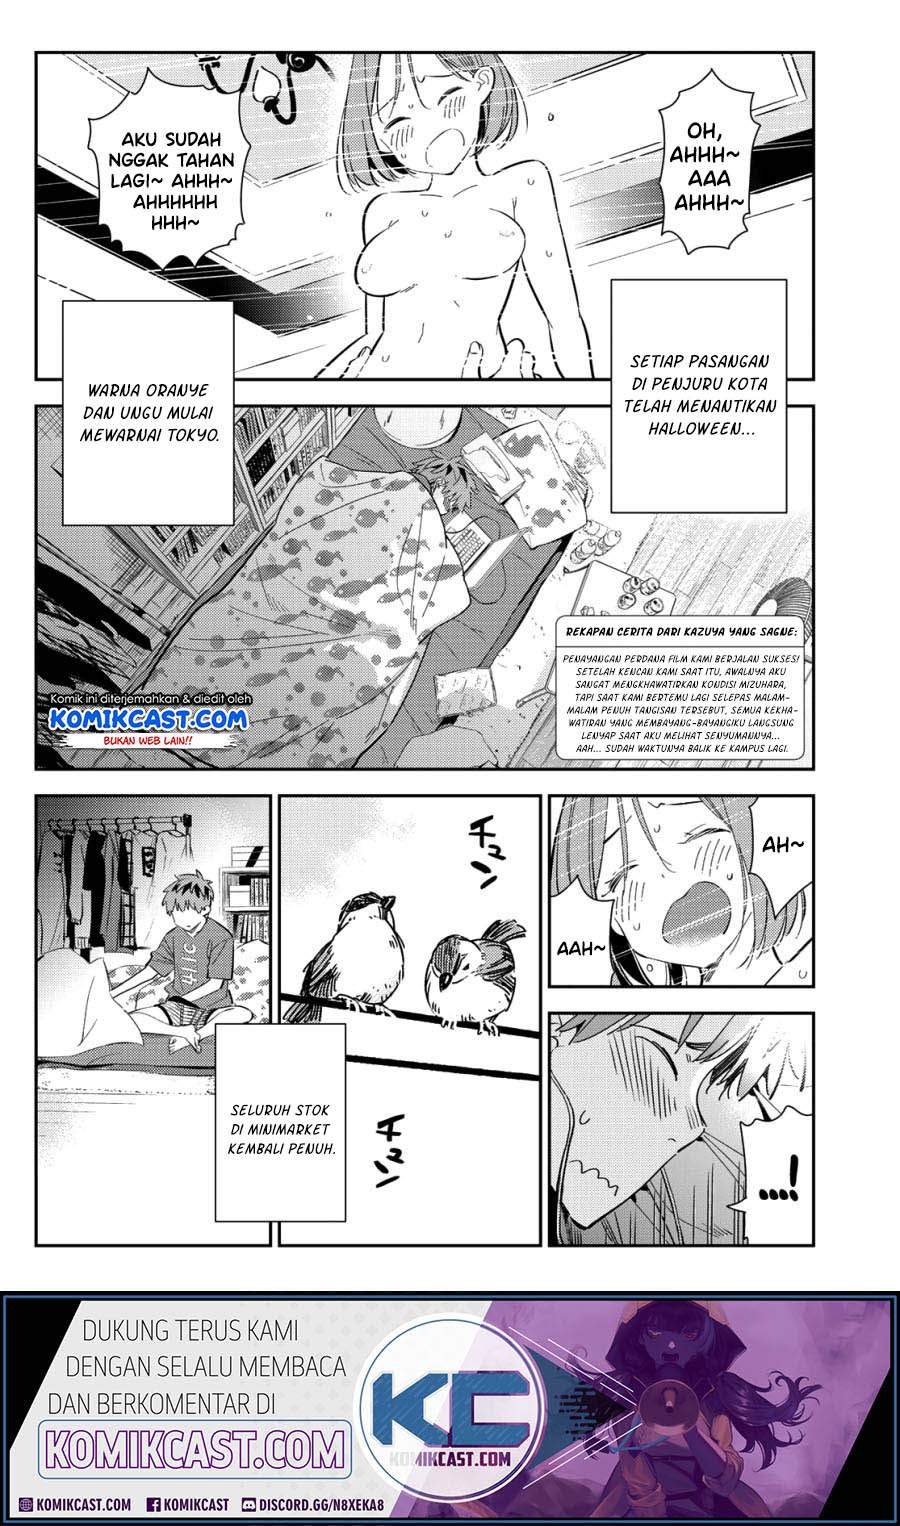 OH,
AHHH~
AAA
AHHH~
AKU SUDAH
NGGAK TAHAN
LAGI~ AHHH~
AHHHHHH
HHH~
SETIAP PASANGAN
DI PENJURU KOTA
TELAH MENANTIKAN
HALLOWEEN...
WARNA ORANYE
DAN UNGU MULAI
MEWARNAI TOKYO.
REKAPAN CERITA DARI KAZUYA YANG SAGNE:
PENAYANGAN PERDANA FILM KAMI BERJALAN SUKSES!
SETELAH KENCAN KAMI SAAT ITU, AWALNYA AKU
SANGAT MENGKHAWATIRKAN KONDISI MIZUHARA,
TAPI SAAT KAMI BERTEMU LAGI SELEPAS MALAM-
MALAM PENUH TANGISAN TERSEBUT, SEMUA KEKHA-
WATIRAN YANG MEMBAYANG-BAYANGIKU LANGSUNG
LENYAP SAAT AKU MELIHAT SENYUMANNYA...
AAH... SUDAH WAKTUNYA BALIK KE KAMPUS LAGI.
Komik ini diterjemahkan & diedit oleh
KOMIKCAST.COM
BUKAN WEB LAIN!!
AH~
AAH~
.....!
チュン
チュン
SELURUH STOK
DI MINIMARKET
KEMBALI PENUH.
DUKUNG TERUS KAMI
DENGAN SELALU MEMBACA
DAN BERKOMENTAR DI
KOMIKCAST.COM
KC
KOMIKCAST.COM
KOMIKCAST.COM
KOMIKCAST
DISCORD.GG/N8XEKA8